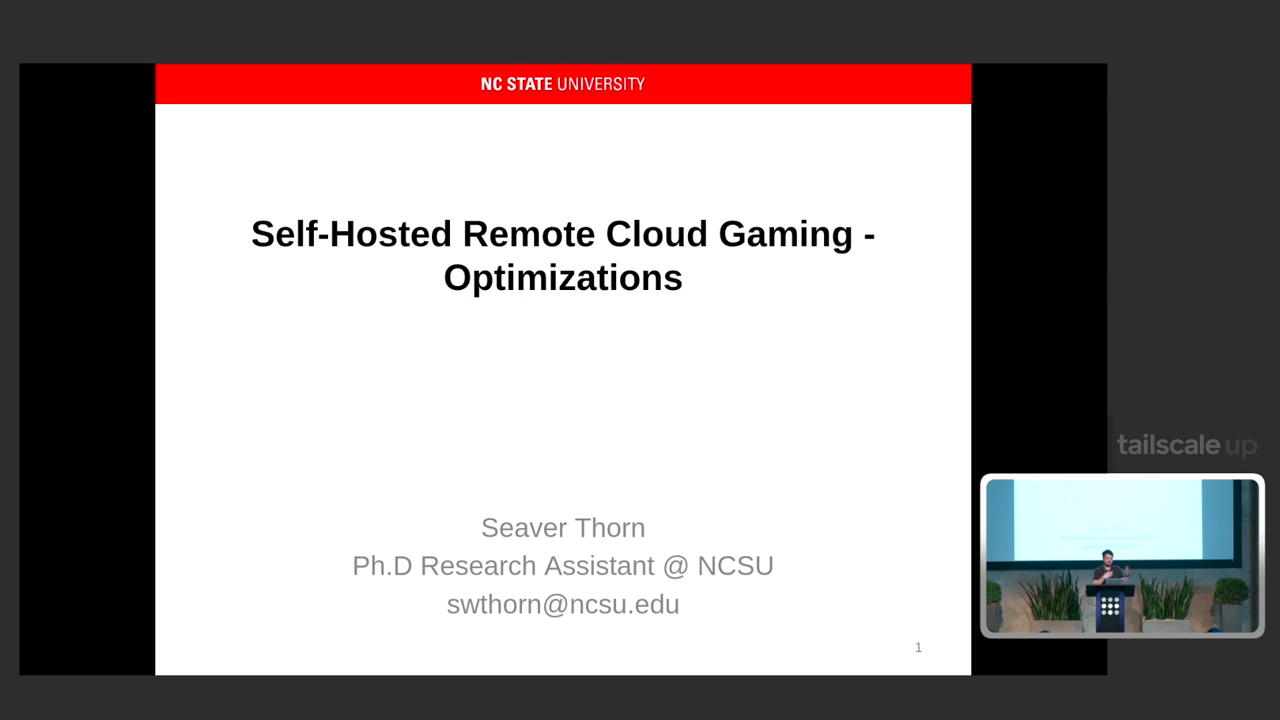 NC STATE UNIVERSITY
Self-Hosted Remote Cloud Gaming -
Optimizations
Seaver Thorn
Ph.D Research Assistant @ NCSU
swthorn@ncsu.edu
1
tailscale up